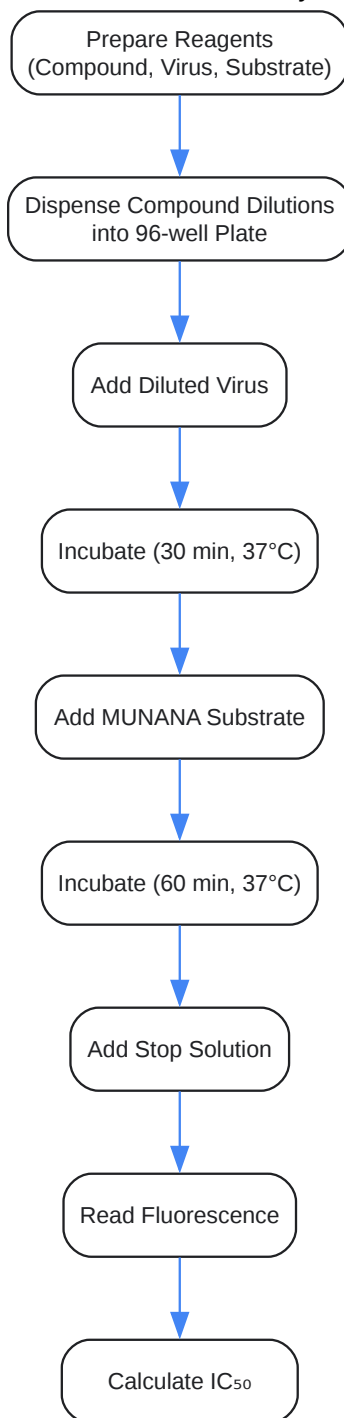 Prepare Reagents
(Compound, Virus, Substrate)
Dispense Compound Dilutions
into 96-well Plate
Add Diluted Virus
Incubate (30 min, 37°C)
Add MUNANA Substrate
Incubate (60 min, 37°C)
Add Stop Solution
Read Fluorescence
Calculate IC₅₀